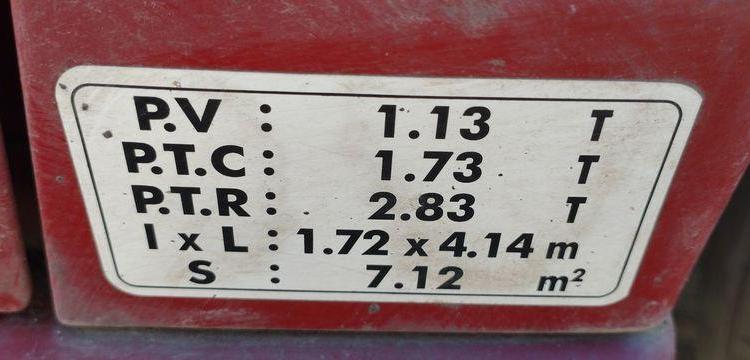 P.V : 1.13 T
P.T.C : 1.73 T
P.T.R : 2.83 T
l x L : 1.72 x 4.14 m
S : 7.12 m²